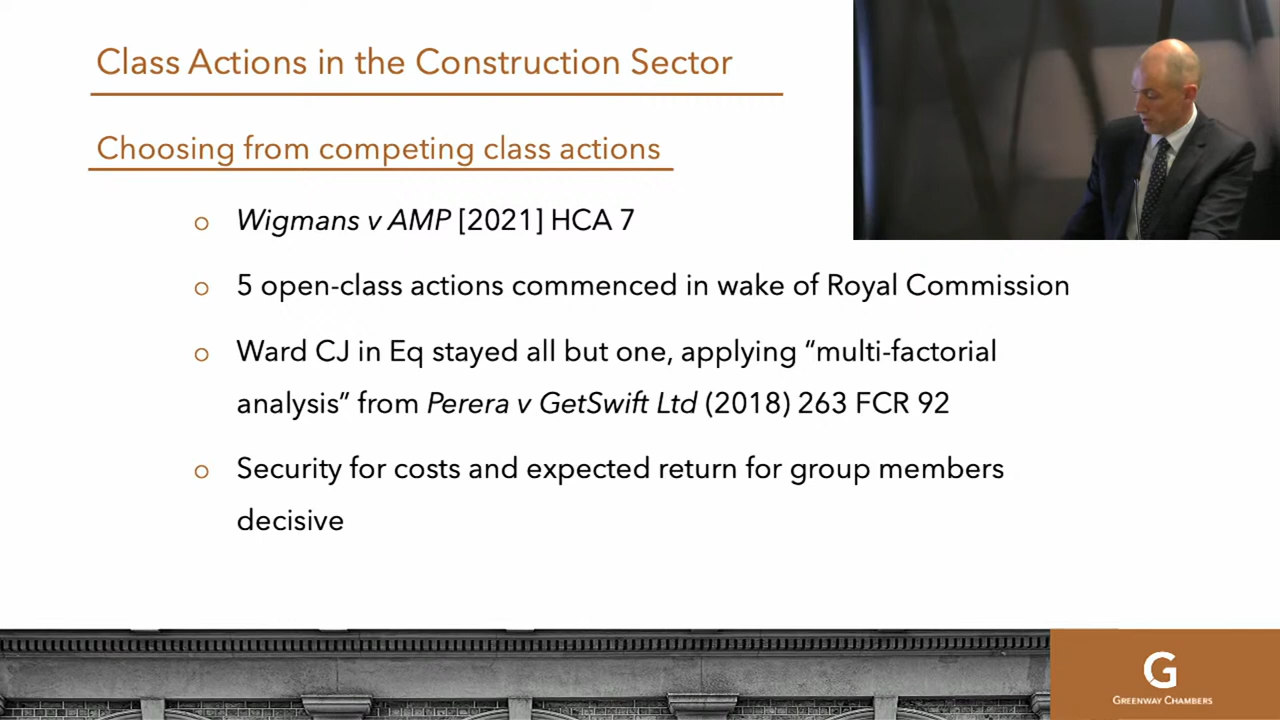 Class Actions in the Construction Sector
Choosing from competing class actions
o Wigmans v AMP [2021] HCA 7
o 5 open-class actions commenced in wake of Royal Commission
o Ward CJ in Eq stayed all but one, applying “multi-factorial
analysis” from Perera v GetSwift Ltd (2018) 263 FCR 92
o Security for costs and expected return for group members
decisive
G
GREENWAY CHAMBERS